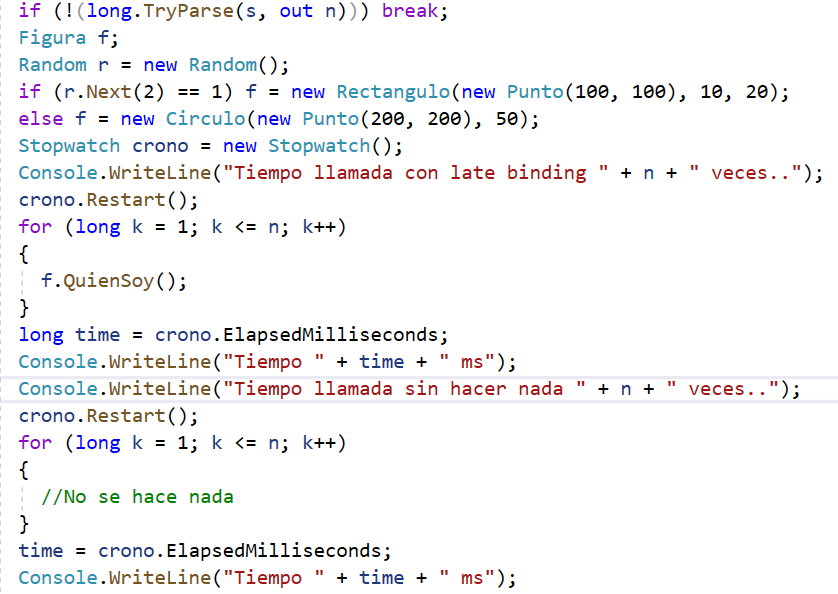 if (!(long.TryParse(s, out n))) break;
Figura f;
Random r = new Random();
if (r.Next(2) == 1) f = new Rectangulo(new Punto(100, 100), 10, 20);
else f = new Circulo(new Punto(200, 200), 50);
Stopwatch crono = new Stopwatch();
Console.WriteLine("Tiempo llamada con late binding " + n + " veces..");
crono.Restart();
for (long k = 1; k <= n; k++)
{
f.QuienSoy();
}
long time = crono.ElapsedMilliseconds;
Console.WriteLine("Tiempo " + time + " ms");
Console.WriteLine("Tiempo llamada sin hacer nada " + n + " veces..");
crono.Restart();
for (long k = 1; k <= n; k++)
{
//No se hace nada
}
time = crono.ElapsedMilliseconds;
Console.WriteLine("Tiempo " + time + " ms");